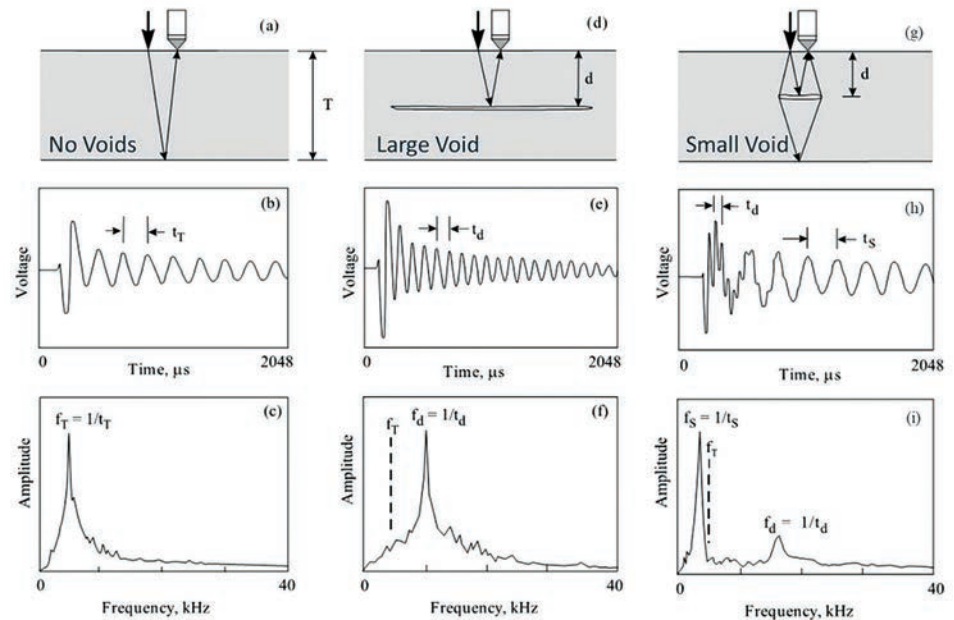 (a)
T
No Voids
(d)
d
Large Void
(g)
d
Small Void
(b)
t_T
Voltage
0
2048
Time, µs
(e)
t_d
Voltage
0
2048
Time, µs
(h)
t_d
t_S
Voltage
0
2048
Time, µs
(c)
f_T = 1/t_T
Amplitude
0
40
Frequency, kHz
(f)
f_T
f_d = 1/t_d
Amplitude
0
40
Frequency, kHz
(i)
f_S = 1/t_S
f_T
f_d = 1/t_d
Amplitude
0
40
Frequency, kHz